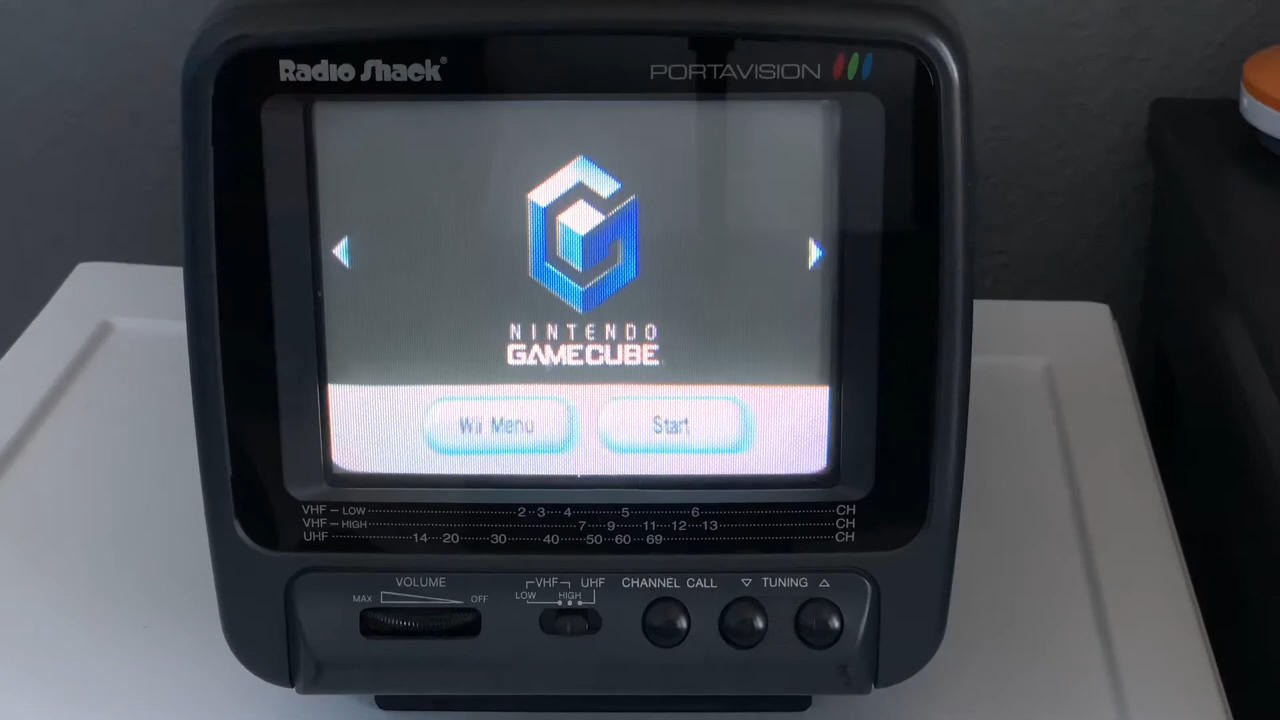 Radio Shack®
PORTAVISION
NINTENDO
GAMECUBE
Wii Menu
Start
VHF – LOW 2 3 4 5 6 CH
VHF – HIGH 7 9 11 12 13 CH
UHF 14 20 30 40 50 60 69 CH
VOLUME
MAX OFF
VHF UHF
LOW HIGH
CHANNEL CALL
▽ TUNING △